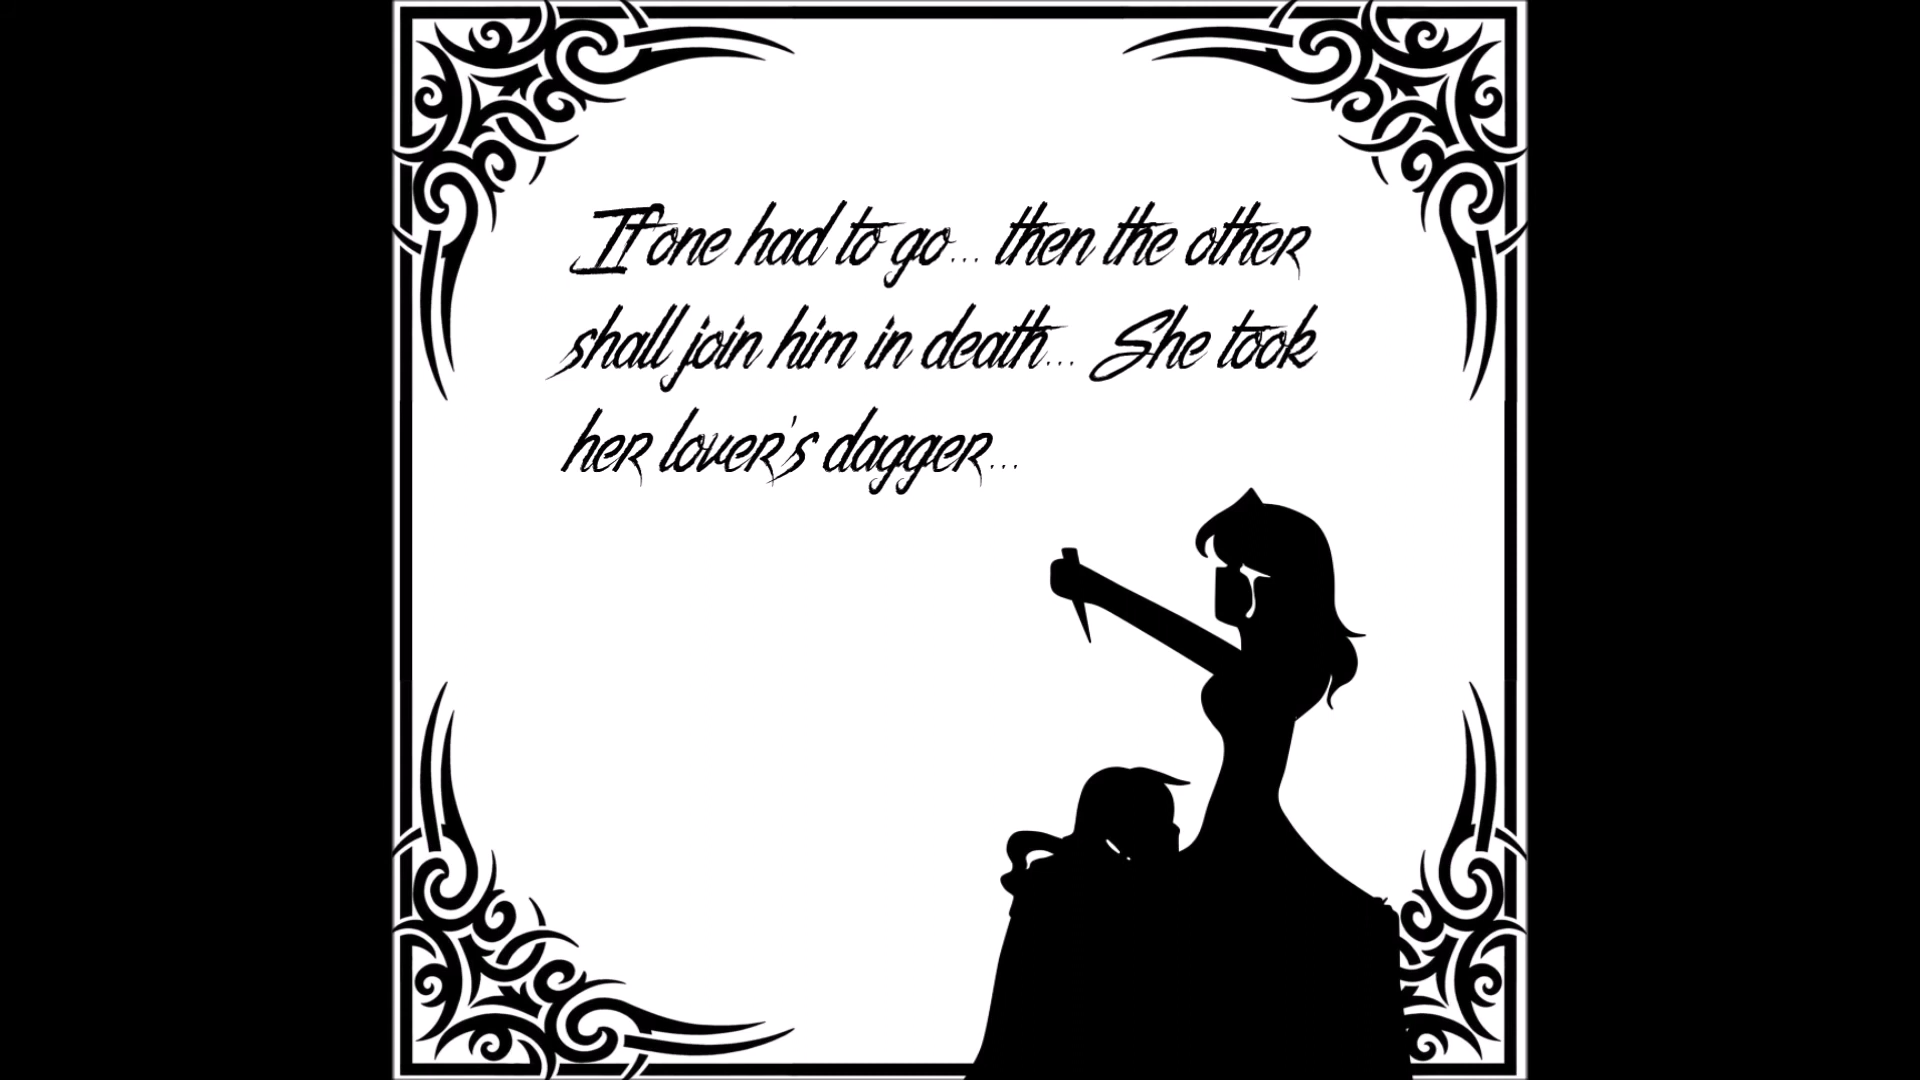 If one had to go... then the other
shall join him in death... She took
her lover's dagger...